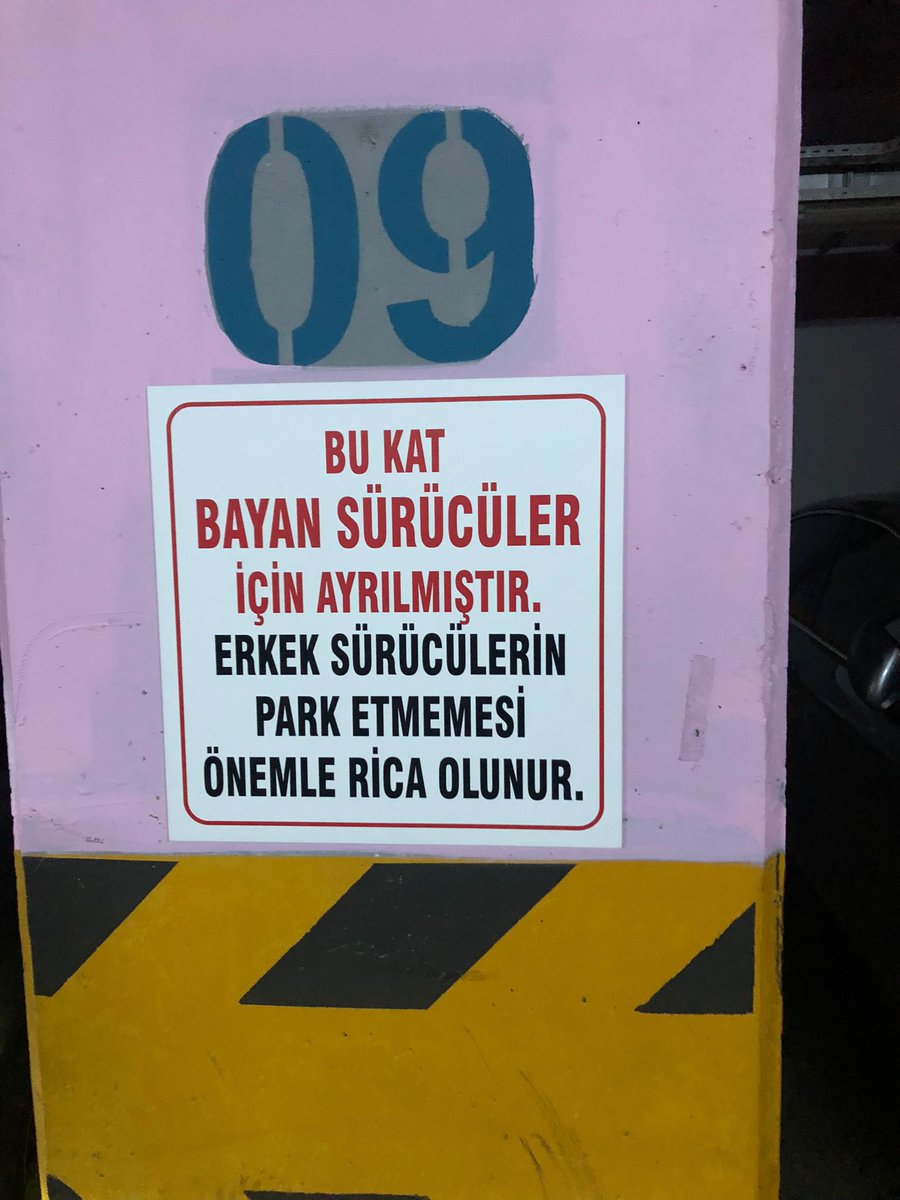 09
BU KAT
BAYAN SÜRÜCÜLER
İÇİN AYRILMIŞTIR.
ERKEK SÜRÜCÜLERİN
PARK ETMEMESİ
ÖNEMLE RİCA OLUNUR.